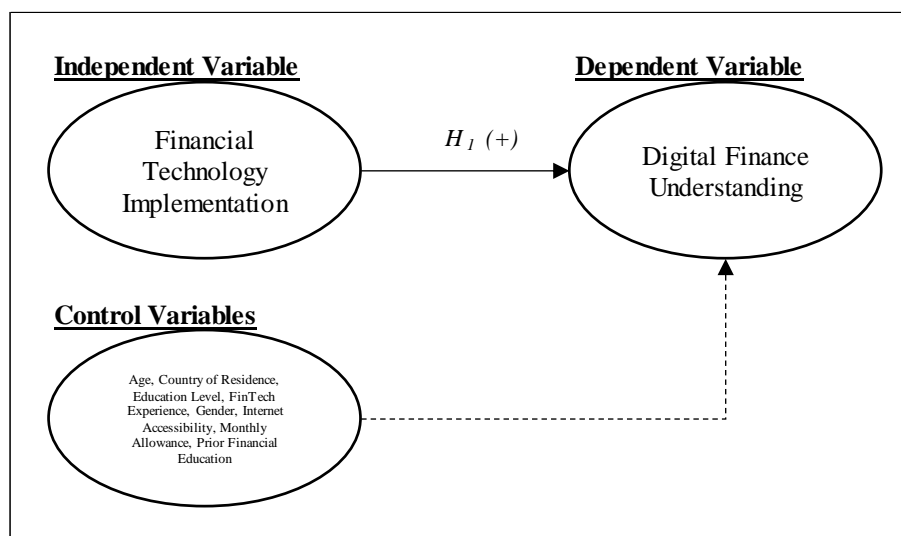 Independent Variable
Dependent Variable
Financial
Technology
Implementation
H1 (+)
Digital Finance
Understanding
Control Variables
Age, Country of Residence,
Education Level, FinTech
Experience, Gender, Internet
Accessibility, Monthly
Allowance, Prior Financial
Education